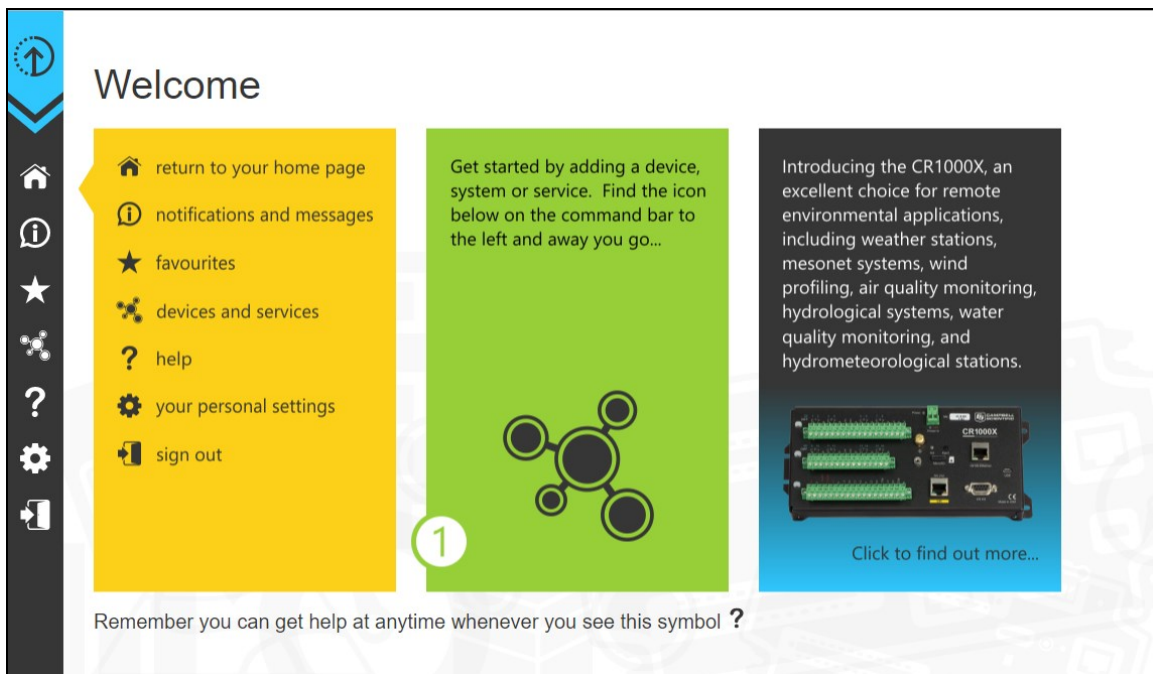 Welcome
return to your home page
notifications and messages
favourites
devices and services
? help
your personal settings
sign out
Get started by adding a device,
system or service. Find the icon
below on the command bar to
the left and away you go...
1
Introducing the CR1000X, an
excellent choice for remote
environmental applications,
including weather stations,
mesonet systems, wind
profiling, air quality monitoring,
hydrological systems, water
quality monitoring, and
hydrometeorological stations.
CAMPBELL
SCIENTIFIC
CR1000X
Click to find out more...
Remember you can get help at anytime whenever you see this symbol ?